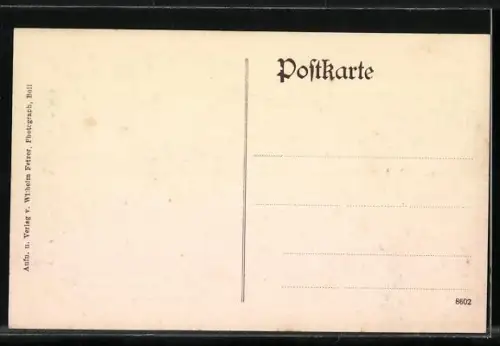 Aufn. u. Verlag v. Wilhelm Fetzer, Photograph, Boll
Poſtkarte
8602